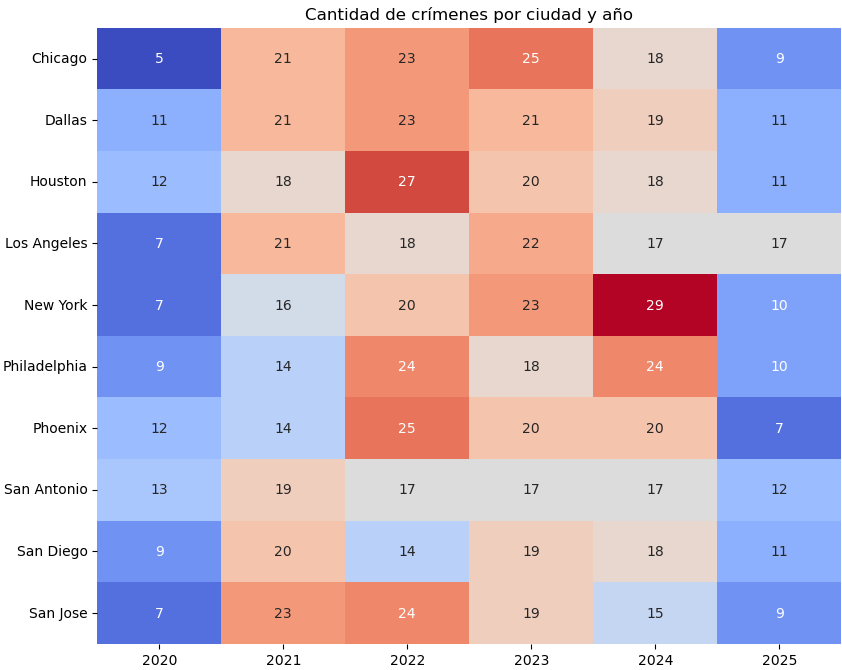 Cantidad de crímenes por ciudad y año
Chicago 5 21 23 25 18 9
Dallas 11 21 23 21 19 11
Houston 12 18 27 20 18 11
Los Angeles 7 21 18 22 17 17
New York 7 16 20 23 29 10
Philadelphia 9 14 24 18 24 10
Phoenix 12 14 25 20 20 7
San Antonio 13 19 17 17 17 12
San Diego 9 20 14 19 18 11
San Jose 7 23 24 19 15 9
2020 2021 2022 2023 2024 2025